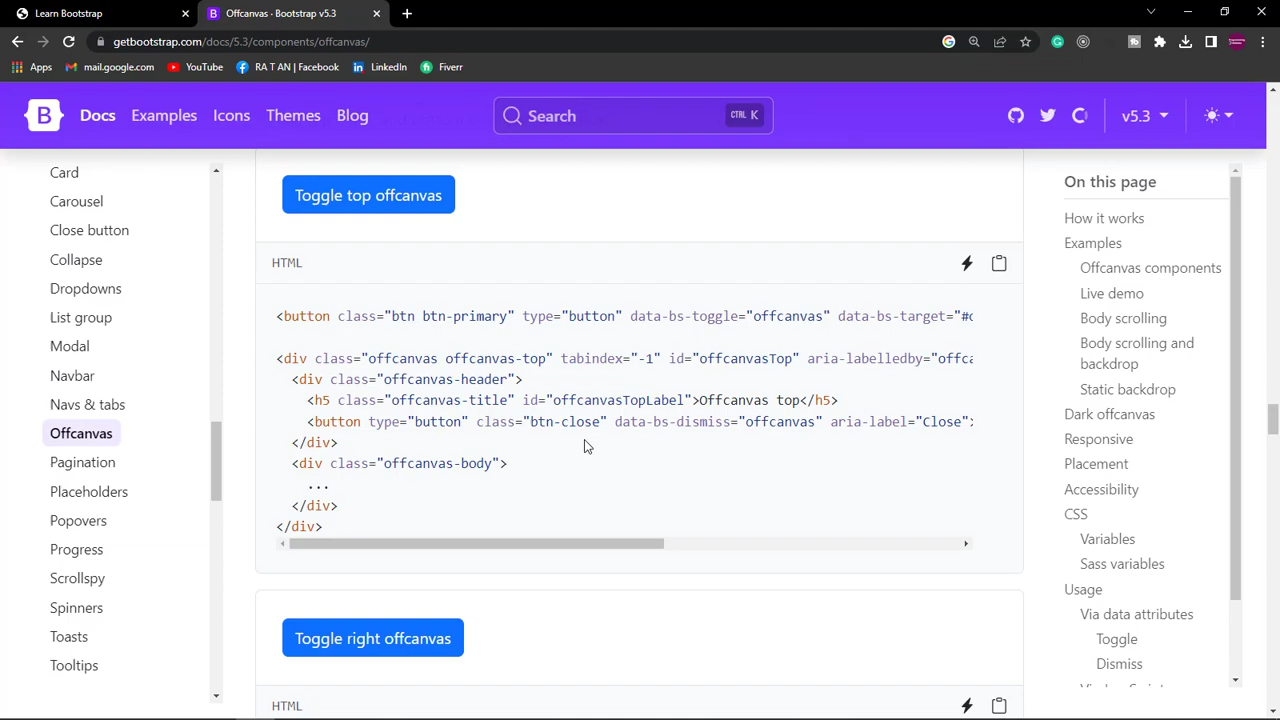 Learn Bootstrap
Offcanvas · Bootstrap v5.3
getbootstrap.com/docs/5.3/components/offcanvas/
Apps
mail.google.com
YouTube
RA T AN | Facebook
LinkedIn
Fiverr
B
Docs
Examples
Icons
Themes
Blog
Search
CTRL K
v5.3
Card
Carousel
Close button
Collapse
Dropdowns
List group
Modal
Navbar
Navs & tabs
Offcanvas
Pagination
Placeholders
Popovers
Progress
Scrollspy
Spinners
Toasts
Tooltips
Toggle top offcanvas
HTML
<button class="btn btn-primary" type="button" data-bs-toggle="offcanvas" data-bs-target="#o
<div class="offcanvas offcanvas-top" tabindex="-1" id="offcanvasTop" aria-labelledby="offca
<div class="offcanvas-header">
<h5 class="offcanvas-title" id="offcanvasTopLabel">Offcanvas top</h5>
<button type="button" class="btn-close" data-bs-dismiss="offcanvas" aria-label="Close">
</div>
<div class="offcanvas-body">
...
</div>
</div>
Toggle right offcanvas
HTML
On this page
How it works
Examples
Offcanvas components
Live demo
Body scrolling
Body scrolling and
backdrop
Static backdrop
Dark offcanvas
Responsive
Placement
Accessibility
CSS
Variables
Sass variables
Usage
Via data attributes
Toggle
Dismiss